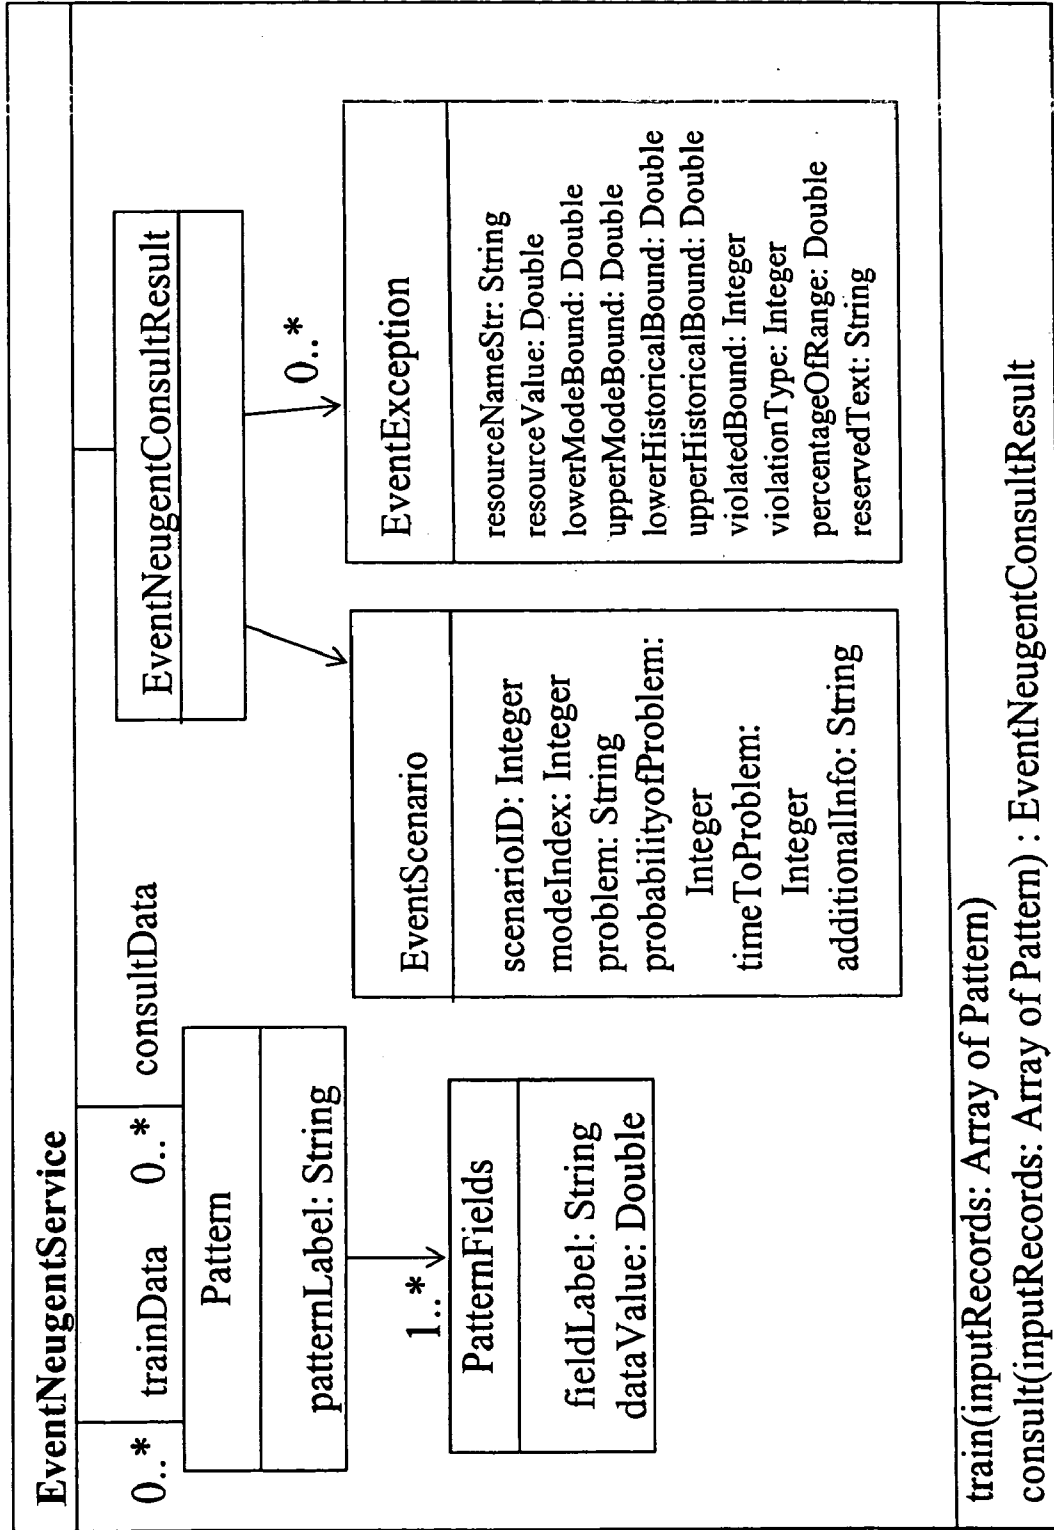 EventNeugentService
0..* trainData 0..* consultData
Pattern
patternLabel: String
1..*
PatternFields
fieldLabel: String
dataValue: Double
EventNeugentConsultResult
0..*
EventScenario
scenarioID: Integer
modeIndex: Integer
problem: String
probabilityofProblem:
Integer
timeToProblem:
Integer
additionalInfo: String
EventException
resourceNameStr: String
resourceValue: Double
lowerModeBound: Double
upperModeBound: Double
lowerHistoricalBound: Double
upperHistoricalBound: Double
violatedBound: Integer
violationType: Integer
percentageOfRange: Double
reservedText: String
train(inputRecords: Array of Pattern)
consult(inputRecords: Array of Pattern) : EventNeugentConsultResult